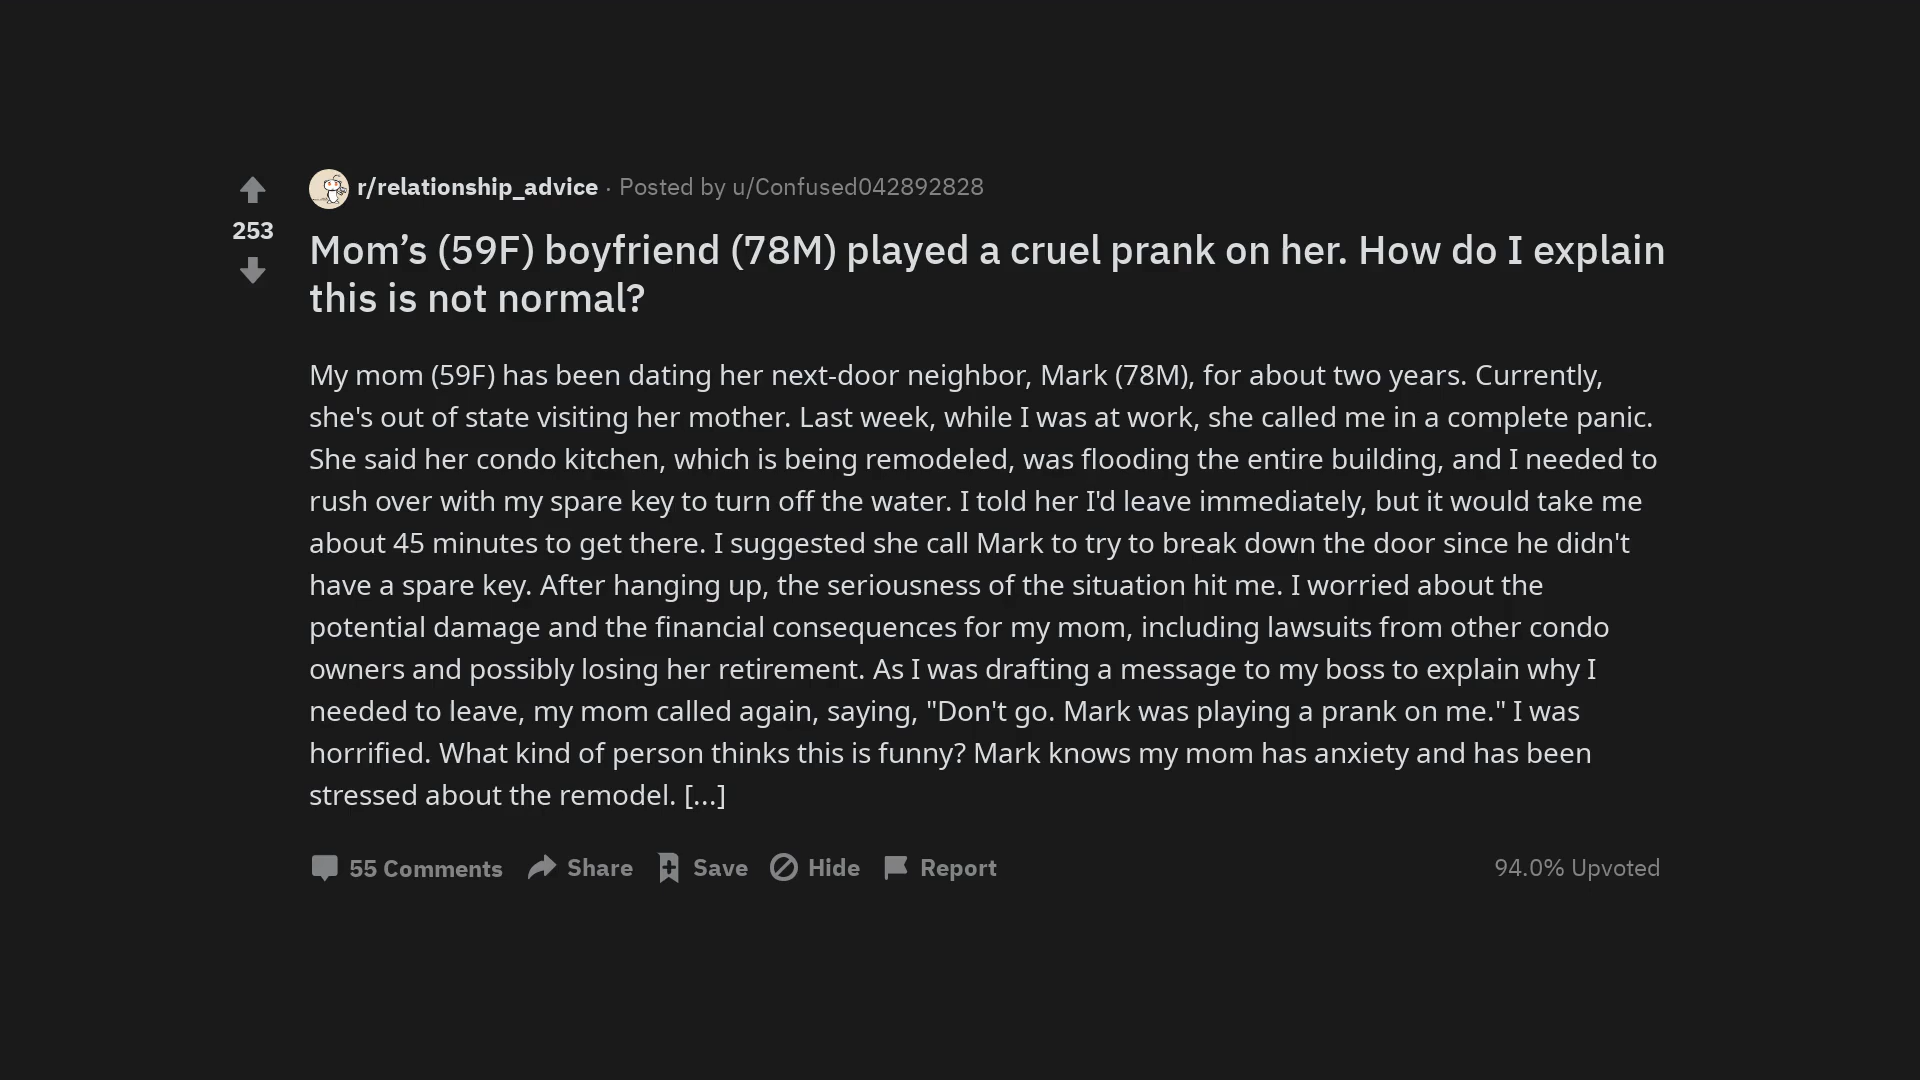 r/relationship_advice · Posted by u/Confused042892828
253
Mom’s (59F) boyfriend (78M) played a cruel prank on her. How do I explain
this is not normal?
My mom (59F) has been dating her next-door neighbor, Mark (78M), for about two years. Currently,
she's out of state visiting her mother. Last week, while I was at work, she called me in a complete panic.
She said her condo kitchen, which is being remodeled, was flooding the entire building, and I needed to
rush over with my spare key to turn off the water. I told her I'd leave immediately, but it would take me
about 45 minutes to get there. I suggested she call Mark to try to break down the door since he didn't
have a spare key. After hanging up, the seriousness of the situation hit me. I worried about the
potential damage and the financial consequences for my mom, including lawsuits from other condo
owners and possibly losing her retirement. As I was drafting a message to my boss to explain why I
needed to leave, my mom called again, saying, "Don't go. Mark was playing a prank on me." I was
horrified. What kind of person thinks this is funny? Mark knows my mom has anxiety and has been
stressed about the remodel. [...]
55 Comments Share Save Hide Report 94.0% Upvoted